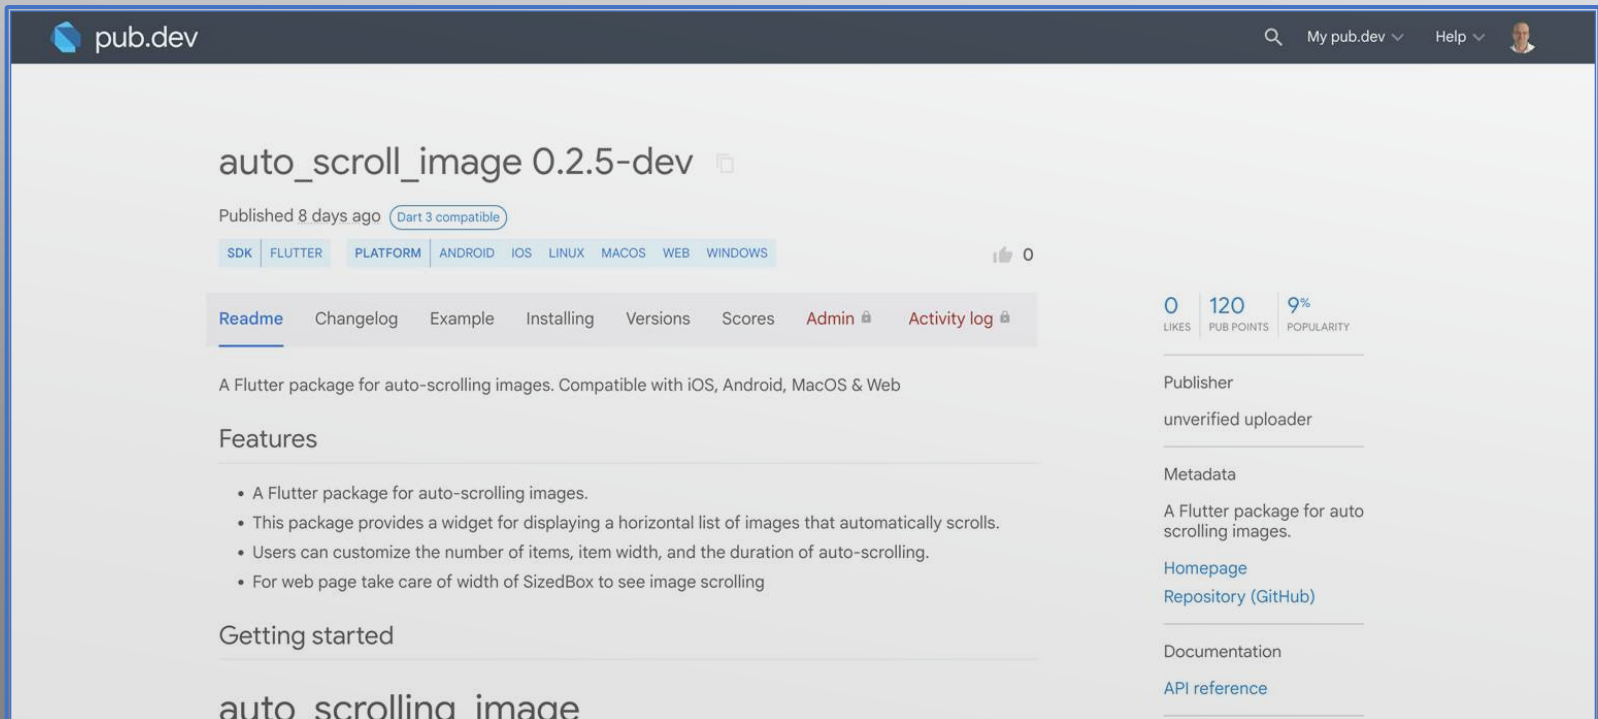 pub.dev
My pub.dev
Help
auto_scroll_image 0.2.5-dev
Published 8 days ago Dart 3 compatible
SDK FLUTTER PLATFORM ANDROID IOS LINUX MACOS WEB WINDOWS
0
Readme Changelog Example Installing Versions Scores Admin Activity log
A Flutter package for auto-scrolling images. Compatible with iOS, Android, MacOS & Web
Features
• A Flutter package for auto-scrolling images.
• This package provides a widget for displaying a horizontal list of images that automatically scrolls.
• Users can customize the number of items, item width, and the duration of auto-scrolling.
• For web page take care of width of SizedBox to see image scrolling
Getting started
auto_scrolling_image
0 120 9%
LIKES PUB POINTS POPULARITY
Publisher
unverified uploader
Metadata
A Flutter package for auto
scrolling images.
Homepage
Repository (GitHub)
Documentation
API reference